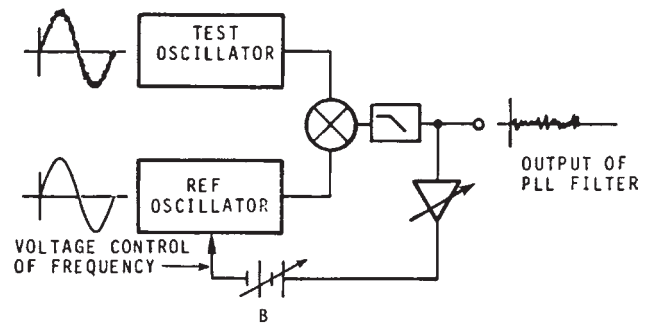 TEST
OSCILLATOR
REF
OSCILLATOR
OUTPUT OF
PLL FILTER
VOLTAGE CONTROL
OF FREQUENCY
B